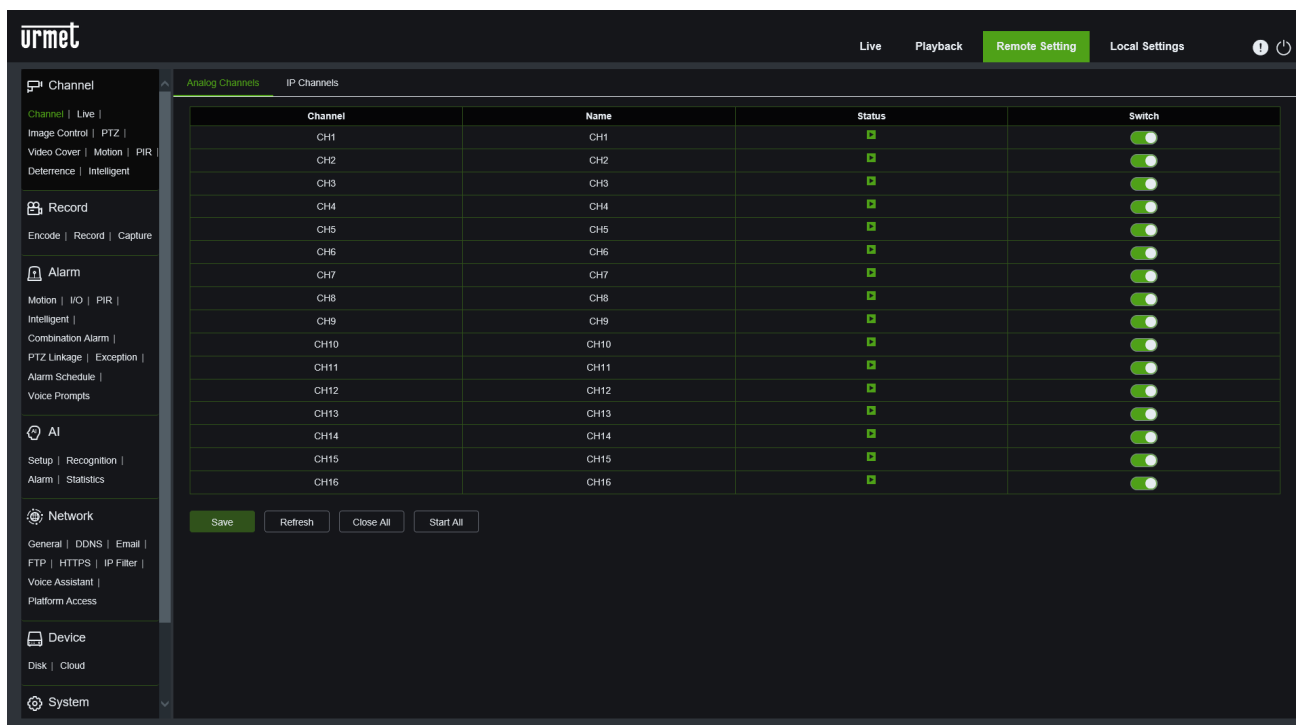 urmet
Live Playback Remote Setting Local Settings
Channel
Channel | Live |
Image Control | PTZ |
Video Cover | Motion | PIR |
Deterrence | Intelligent
Record
Encode | Record | Capture
Alarm
Motion | I/O | PIR |
Intelligent |
Combination Alarm |
PTZ Linkage | Exception |
Alarm Schedule |
Voice Prompts
AI
Setup | Recognition |
Alarm | Statistics
Network
General | DDNS | Email |
FTP | HTTPS | IP Filter |
Voice Assistant |
Platform Access
Device
Disk | Cloud
System
Analog Channels IP Channels
Channel Name Status Switch
CH1 CH1
CH2 CH2
CH3 CH3
CH4 CH4
CH5 CH5
CH6 CH6
CH7 CH7
CH8 CH8
CH9 CH9
CH10 CH10
CH11 CH11
CH12 CH12
CH13 CH13
CH14 CH14
CH15 CH15
CH16 CH16
Save Refresh Close All Start All